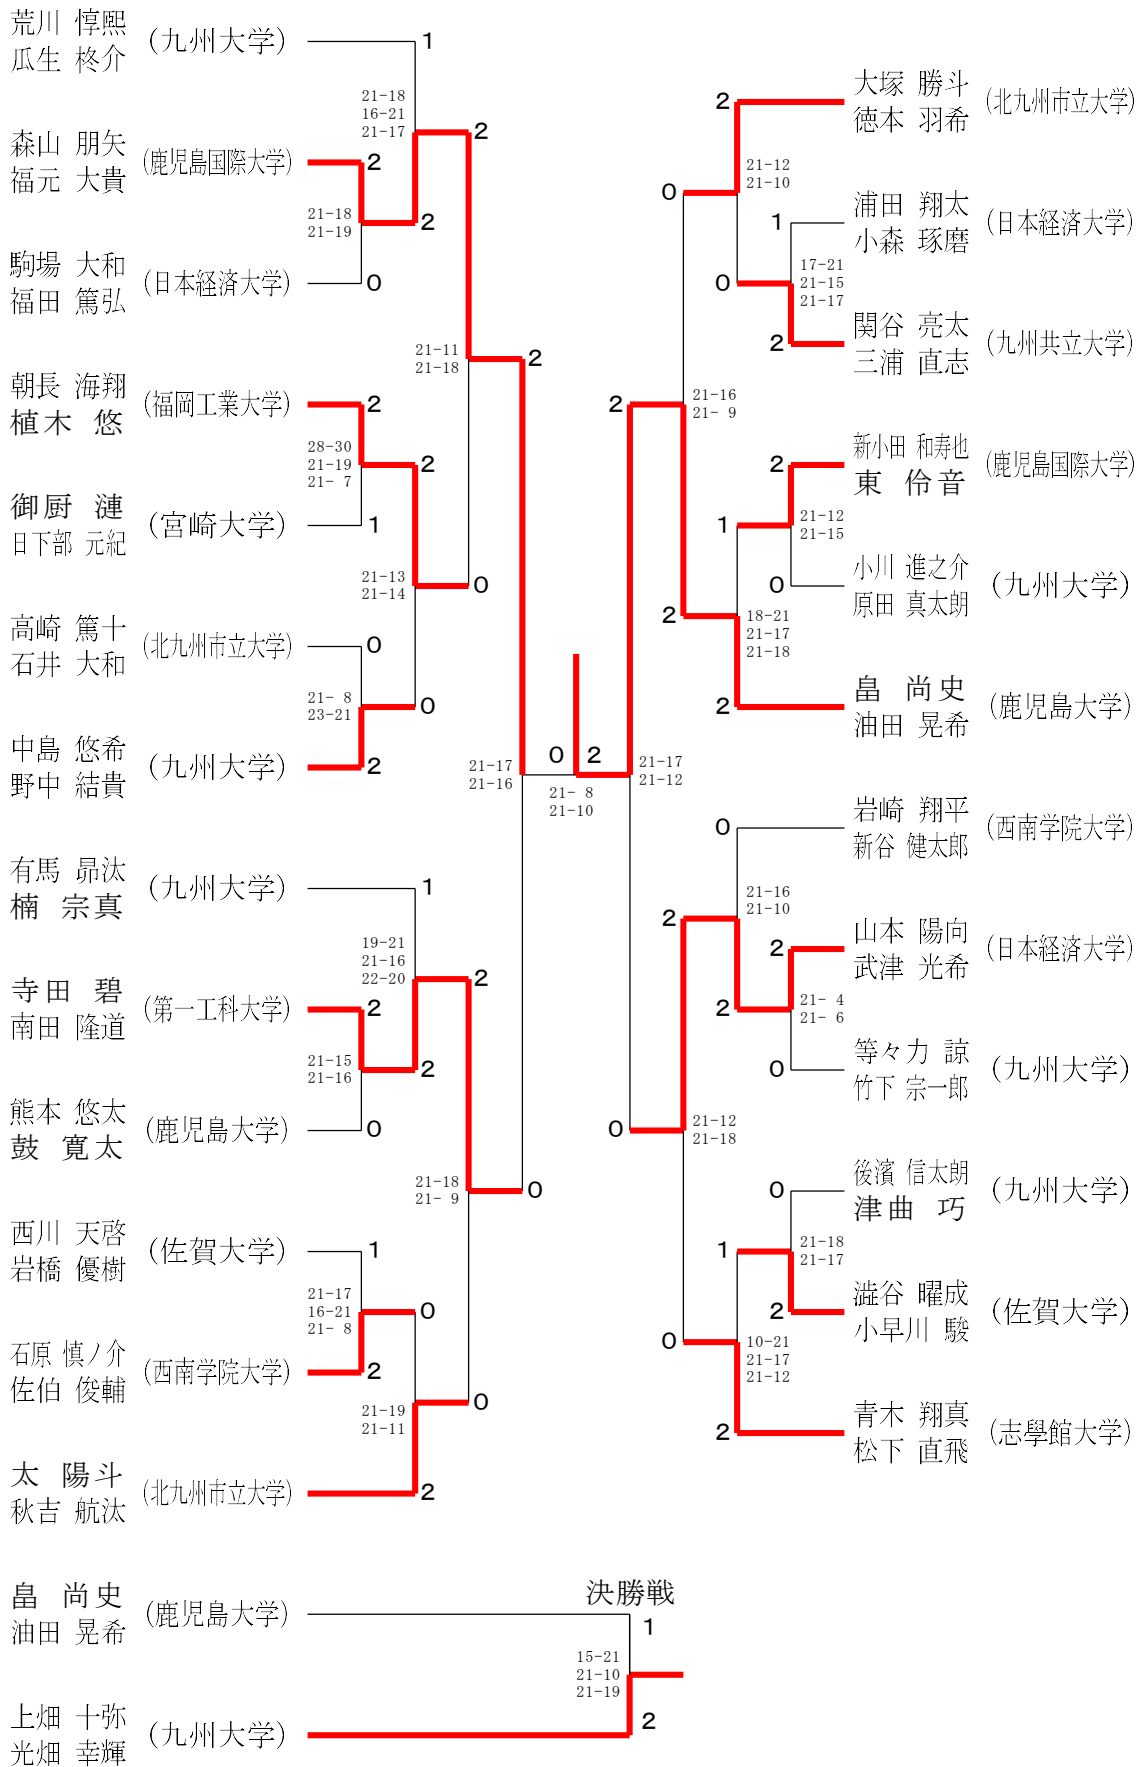 荒川 惇熙
瓜生 柊介
(九州大学)
1
21-18
16-21
21-17
2
森山 朋矢
福元 大貴
(鹿児島国際大学)
2
21-18
21-19
2
駒場 大和
福田 篤弘
(日本経済大学)
0
21-11
21-18
2
朝長 海翔
植木 悠
(福岡工業大学)
2
28-30
21-19
21- 7
2
御厨 漣
日下部 元紀
(宮崎大学)
1
21-13
21-14
0
高崎 篤十
石井 大和
(北九州市立大学)
0
21- 8
23-21
0
中島 悠希
野中 結貴
(九州大学)
2
21-17
21-16
0
2
21- 8
21-10
有馬 昴汰
楠 宗真
(九州大学)
1
19-21
21-16
22-20
2
寺田 碧
南田 隆道
(第一工科大学)
2
21-15
21-16
2
熊本 悠太
鼓 寛太
(鹿児島大学)
0
21-18
21- 9
0
西川 天啓
岩橋 優樹
(佐賀大学)
1
21-17
16-21
21- 8
0
石原 慎ノ介
佐伯 俊輔
(西南学院大学)
2
21-19
21-11
0
太 陽斗
秋吉 航汰
(北九州市立大学)
2
大塚 勝斗
徳本 羽希
(北九州市立大学)
2
21-12
21-10
0
浦田 翔太
小森 琢磨
(日本経済大学)
1
17-21
21-15
21-17
0
関谷 亮太
三浦 直志
(九州共立大学)
2
21-16
21- 9
2
新小田 和寿也
東 伶音
(鹿児島国際大学)
2
21-12
21-15
1
小川 進之介
原田 真太朗
(九州大学)
0
18-21
21-17
21-18
2
畠 尚史
油田 晃希
(鹿児島大学)
2
21-17
21-12
岩崎 翔平
新谷 健太郎
(西南学院大学)
0
21-16
21-10
2
山本 陽向
武津 光希
(日本経済大学)
2
21- 4
21- 6
2
等々力 諒
竹下 宗一郎
(九州大学)
0
21-12
21-18
0
後濱 信太朗
津曲 巧
(九州大学)
0
21-18
21-17
1
澁谷 曜成
小早川 駿
(佐賀大学)
2
10-21
21-17
21-12
0
青木 翔真
松下 直飛
(志學館大学)
2
決勝戦
畠 尚史
油田 晃希
(鹿児島大学)
1
15-21
21-10
21-19
上畑 十弥
光畑 幸輝
(九州大学)
2